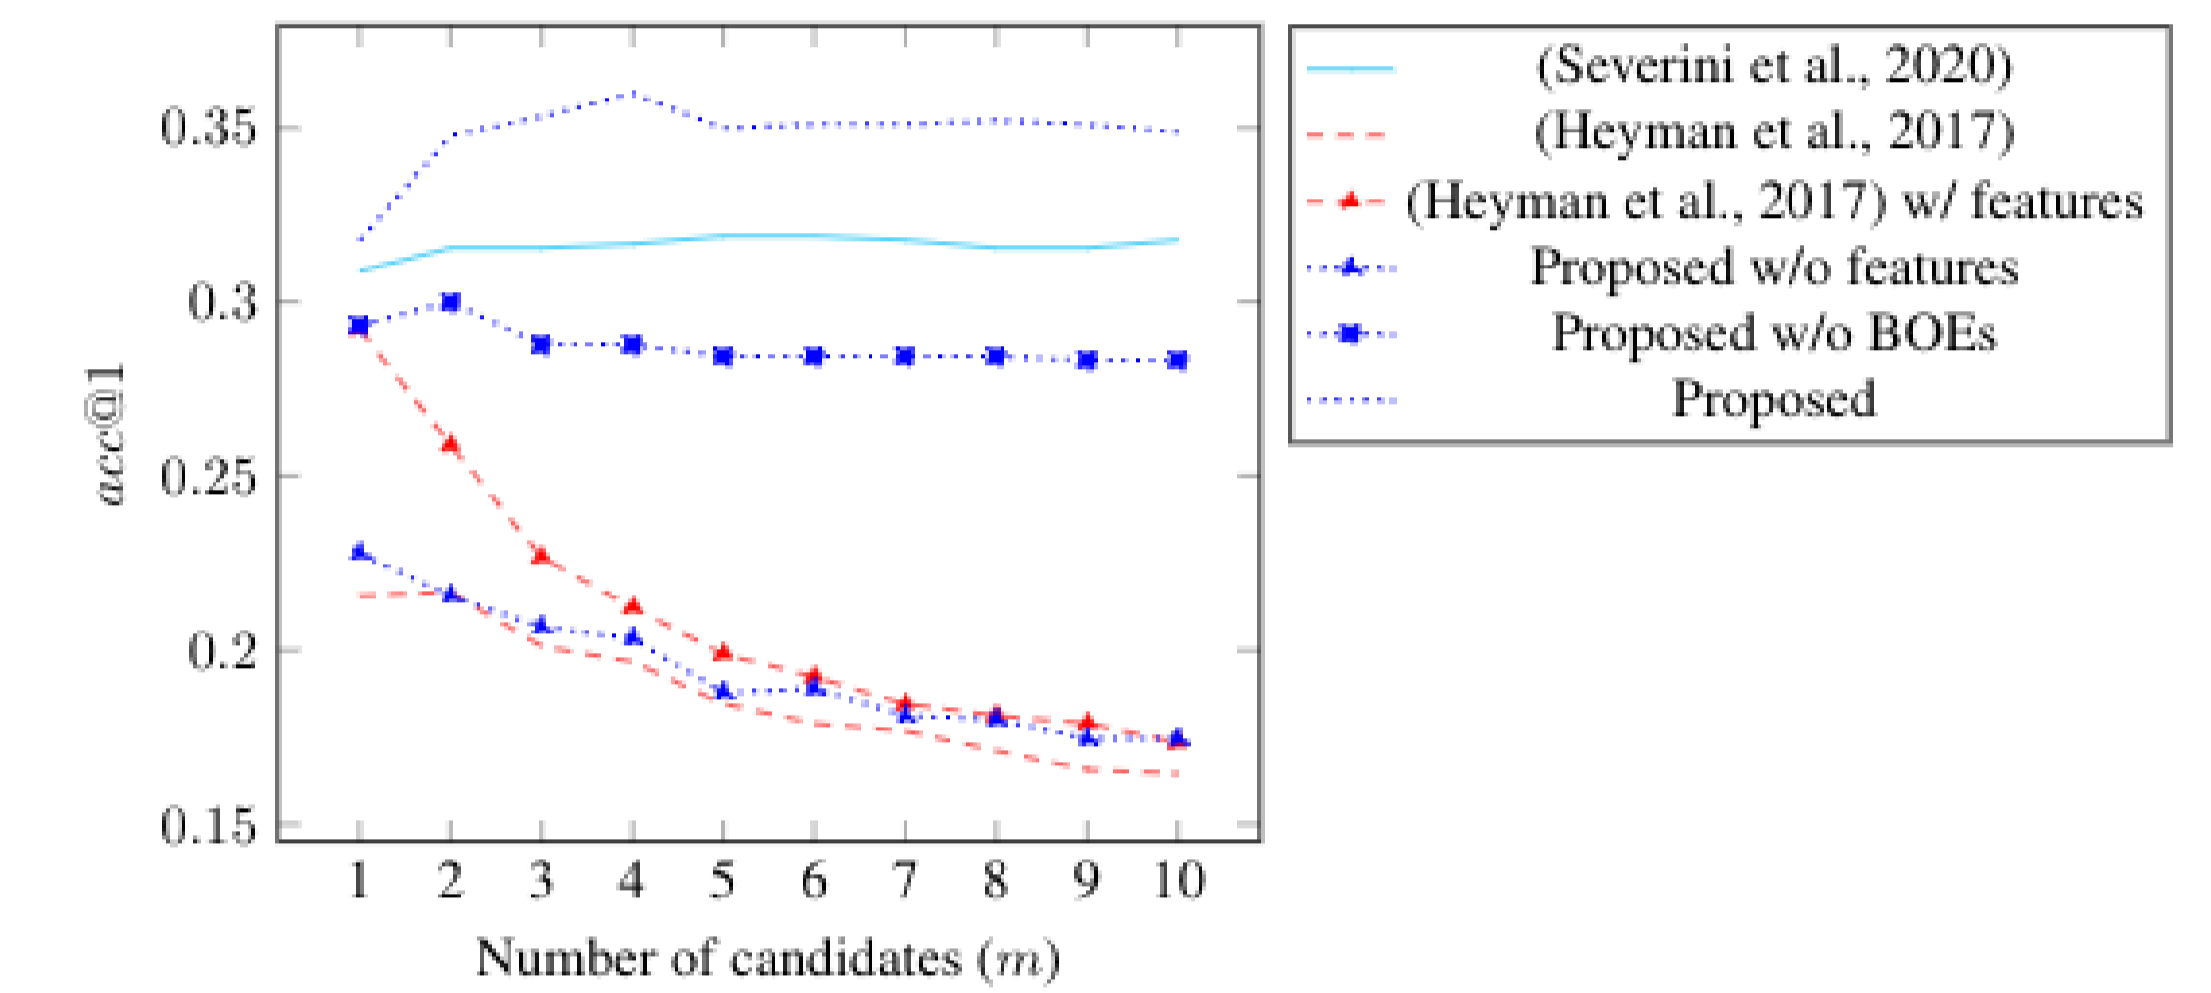 0.35
0.3
0.25
0.2
0.15
acc@1
1 2 3 4 5 6 7 8 9 10
Number of candidates (m)
(Severini et al., 2020)
(Heyman et al., 2017)
(Heyman et al., 2017) w/ features
Proposed w/o features
Proposed w/o BOEs
Proposed